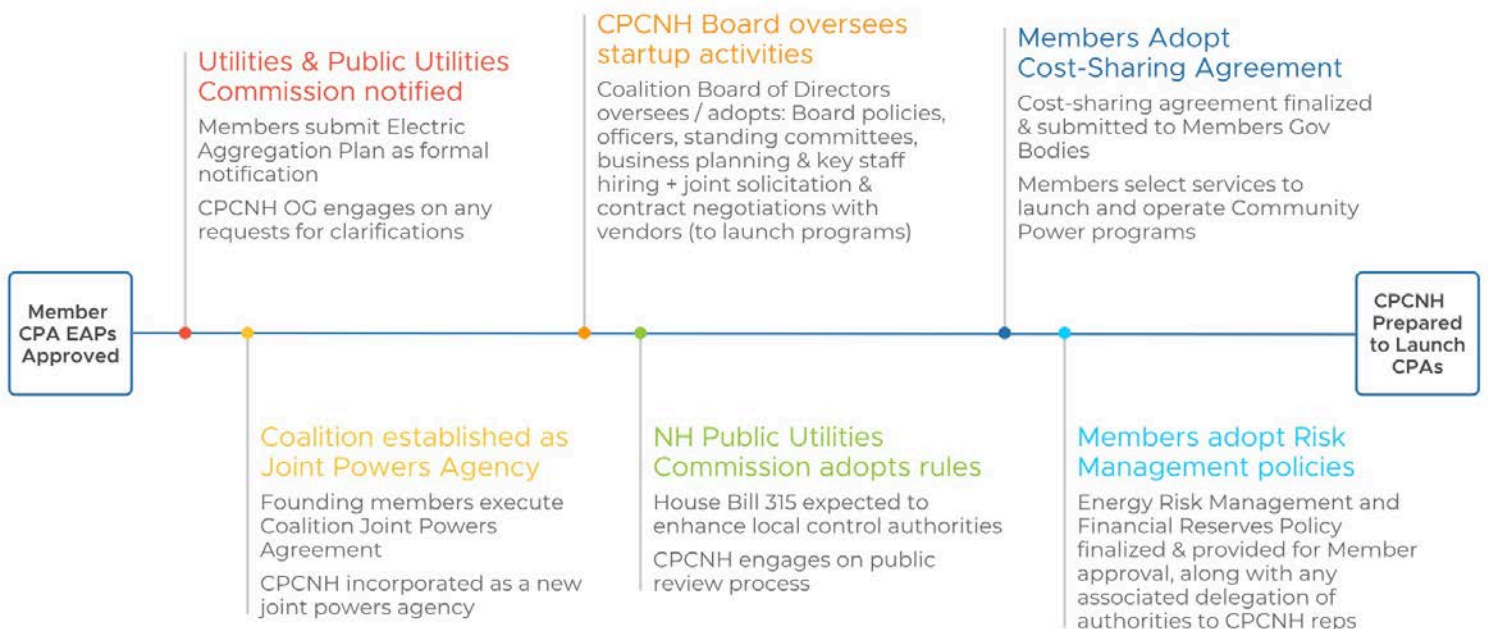 Member
CPA EAPs
Approved
Utilities & Public Utilities
Commission notified
Members submit Electric
Aggregation Plan as formal
notification
CPCNH OG engages on any
requests for clarifications
Coalition established as
Joint Powers Agency
Founding members execute
Coalition Joint Powers
Agreement
CPCNH incorporated as a new
joint powers agency
CPCNH Board oversees
startup activities
Coalition Board of Directors
oversees / adopts: Board policies,
officers, standing committees,
business planning & key staff
hiring + joint solicitation &
contract negotiations with
vendors (to launch programs)
NH Public Utilities
Commission adopts rules
House Bill 315 expected to
enhance local control authorities
CPCNH engages on public
review process
Members Adopt
Cost-Sharing Agreement
Cost-sharing agreement finalized
& submitted to Members Gov
Bodies
Members select services to
launch and operate Community
Power programs
Members adopt Risk
Management policies
Energy Risk Management and
Financial Reserves Policy
finalized & provided for Member
approval, along with any
associated delegation of
authorities to CPCNH reps
CPCNH
Prepared
to Launch
CPAs